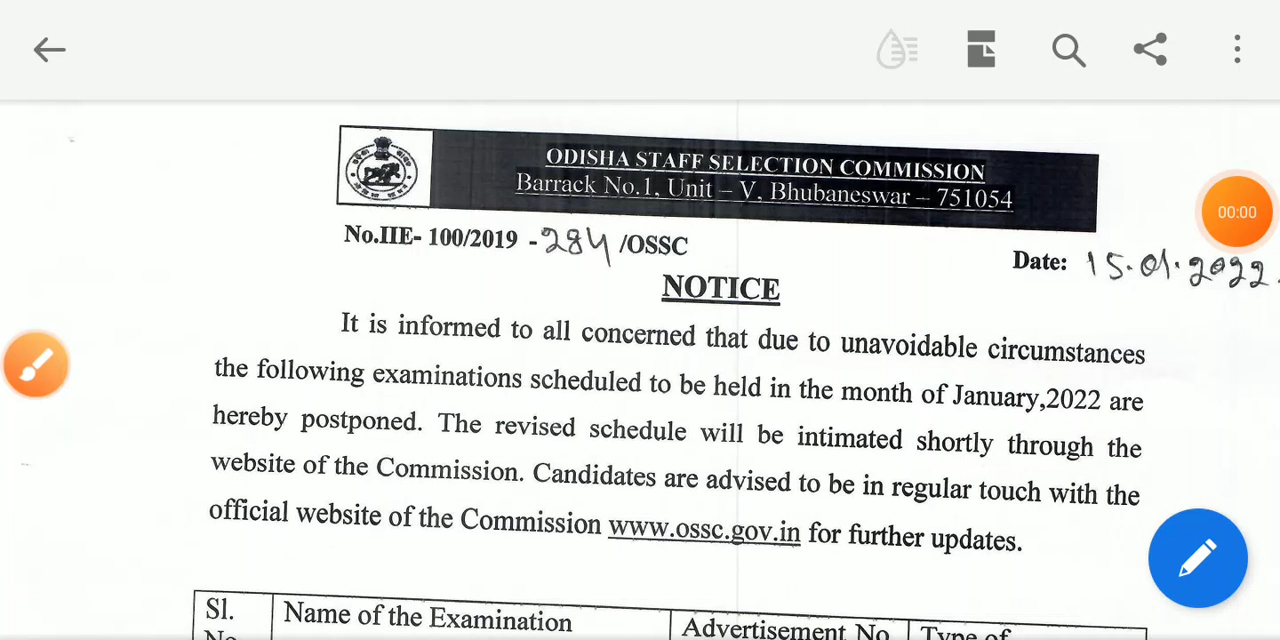 00:00
ODISHA STAFF SELECTION COMMISSION
Barrack No.1, Unit – V, Bhubaneswar – 751054
No.IIE- 100/2019 -284 /OSSC
Date: 15.01.2022.
NOTICE
It is informed to all concerned that due to unavoidable circumstances
the following examinations scheduled to be held in the month of January,2022 are
hereby postponed. The revised schedule will be intimated shortly through the
website of the Commission. Candidates are advised to be in regular touch with the
official website of the Commission www.ossc.gov.in for further updates.
Sl. Name of the Examination Advertisement No. Type of
No